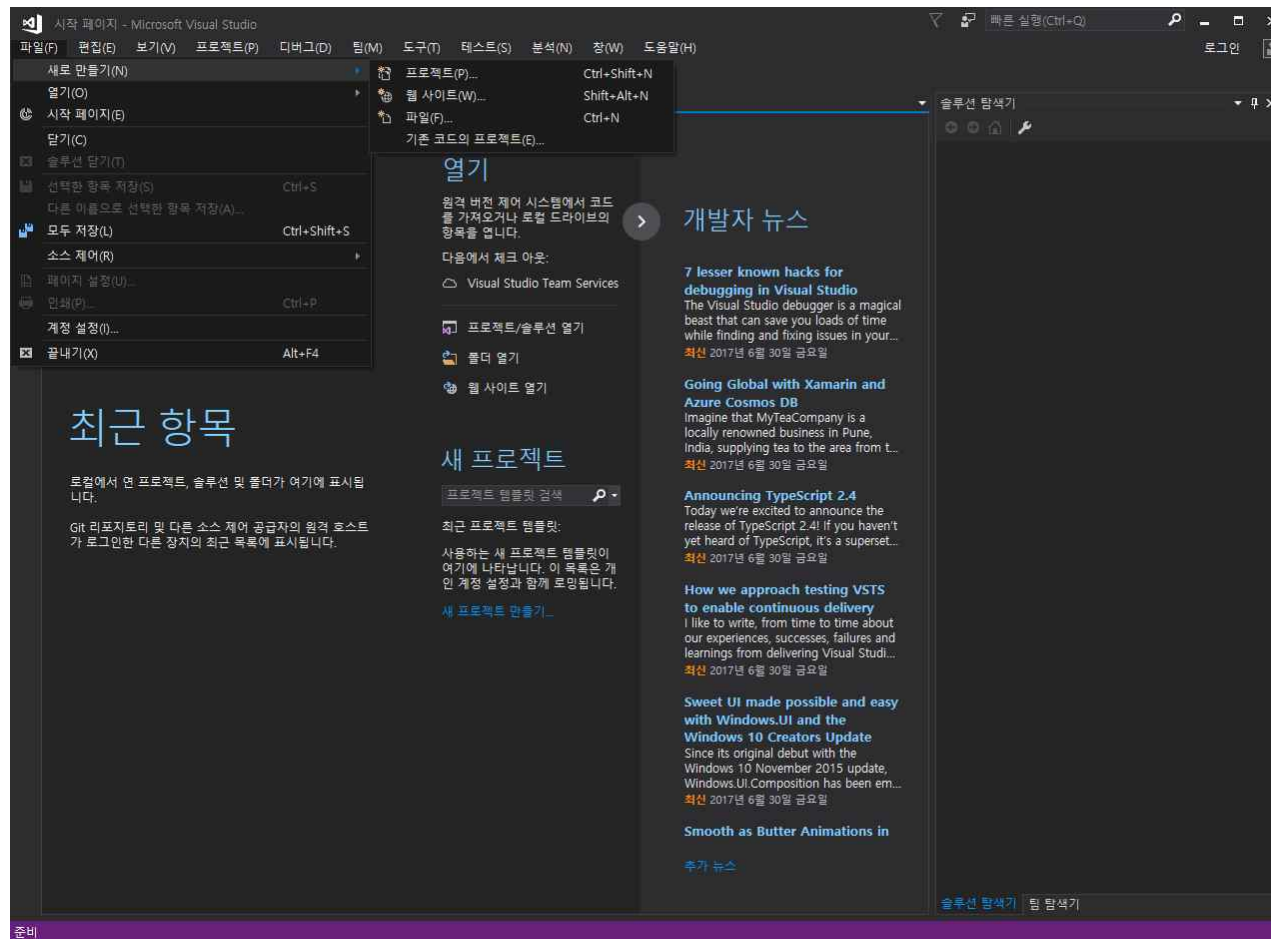 시작 페이지 - Microsoft Visual Studio
빠른 실행(Ctrl+Q)
파일(F) 편집(E) 보기(V) 프로젝트(P) 디버그(D) 팀(M) 도구(T) 테스트(S) 분석(N) 창(W) 도움말(H)
로그인
새로 만들기(N)
열기(O)
시작 페이지(E)
닫기(C)
솔루션 닫기(T)
선택한 항목 저장(S) Ctrl+S
다른 이름으로 선택한 항목 저장(A)...
모두 저장(L) Ctrl+Shift+S
소스 제어(R)
페이지 설정(U)...
인쇄(P)... Ctrl+P
계정 설정(I)...
끝내기(X) Alt+F4
프로젝트(P)... Ctrl+Shift+N
웹 사이트(W)... Shift+Alt+N
파일(F)... Ctrl+N
기존 코드의 프로젝트(E)...
최근 항목
로컬에서 연 프로젝트, 솔루션 및 폴더가 여기에 표시됩
니다.
Git 리포지토리 및 다른 소스 제어 공급자의 원격 호스트
가 로그인한 다른 장지의 최근 목록에 표시됩니다.
열기
원격 버전 제어 시스템에서 코드
를 가져오거나 로컬 드라이브의
항목을 엽니다.
다음에서 체크 아웃:
Visual Studio Team Services
프로젝트/솔루션 열기
폴더 열기
웹 사이트 열기
새 프로젝트
프로젝트 템플릿 검색
최근 프로젝트 템플릿:
사용하는 새 프로젝트 템플릿이
여기에 나타납니다. 이 목록은 개
인 계정 설정과 함께 로밍됩니다.
새 프로젝트 만들기...
개발자 뉴스
7 lesser known hacks for
debugging in Visual Studio
The Visual Studio debugger is a magical
beast that can save you loads of time
while finding and fixing issues in your...
최신 2017년 6월 30일 금요일
Going Global with Xamarin and
Azure Cosmos DB
Imagine that MyTeaCompany is a
locally renowned business in Pune,
India, supplying tea to the area from t...
최신 2017년 6월 30일 금요일
Announcing TypeScript 2.4
Today we're excited to announce the
release of TypeScript 2.4! If you haven't
yet heard of TypeScript, it's a superset...
최신 2017년 6월 30일 금요일
How we approach testing VSTS
to enable continuous delivery
I like to write, from time to time about
our experiences, successes, failures and
learnings from delivering Visual Studi...
최신 2017년 6월 30일 금요일
Sweet UI made possible and easy
with Windows.UI and the
Windows 10 Creators Update
Since its original debut with the
Windows 10 November 2015 update,
Windows.UI.Composition has been em...
최신 2017년 6월 30일 금요일
Smooth as Butter Animations in
추가 뉴스
솔루션 탐색기
솔루션 탐색기 팀 탐색기
준비